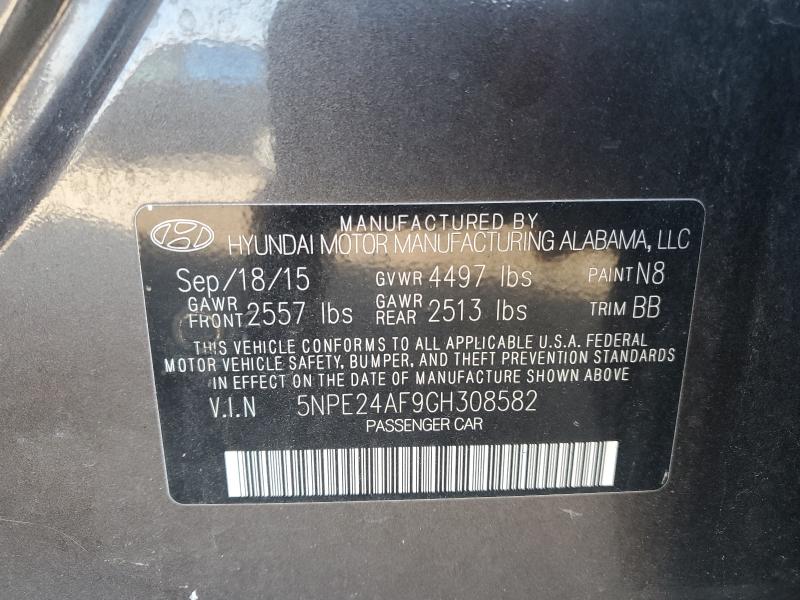 MANUFACTURED BY
HYUNDAI MOTOR MANUFACTURING ALABAMA, LLC
Sep/18/15 GVWR 4497 lbs PAINT N8
GAWR FRONT 2557 lbs GAWR REAR 2513 lbs TRIM BB
THIS VEHICLE CONFORMS TO ALL APPLICABLE U.S.A. FEDERAL
MOTOR VEHICLE SAFETY, BUMPER, AND THEFT PREVENTION STANDARDS
IN EFFECT ON THE DATE OF MANUFACTURE SHOWN ABOVE
V.I.N 5NPE24AF9GH308582
PASSENGER CAR